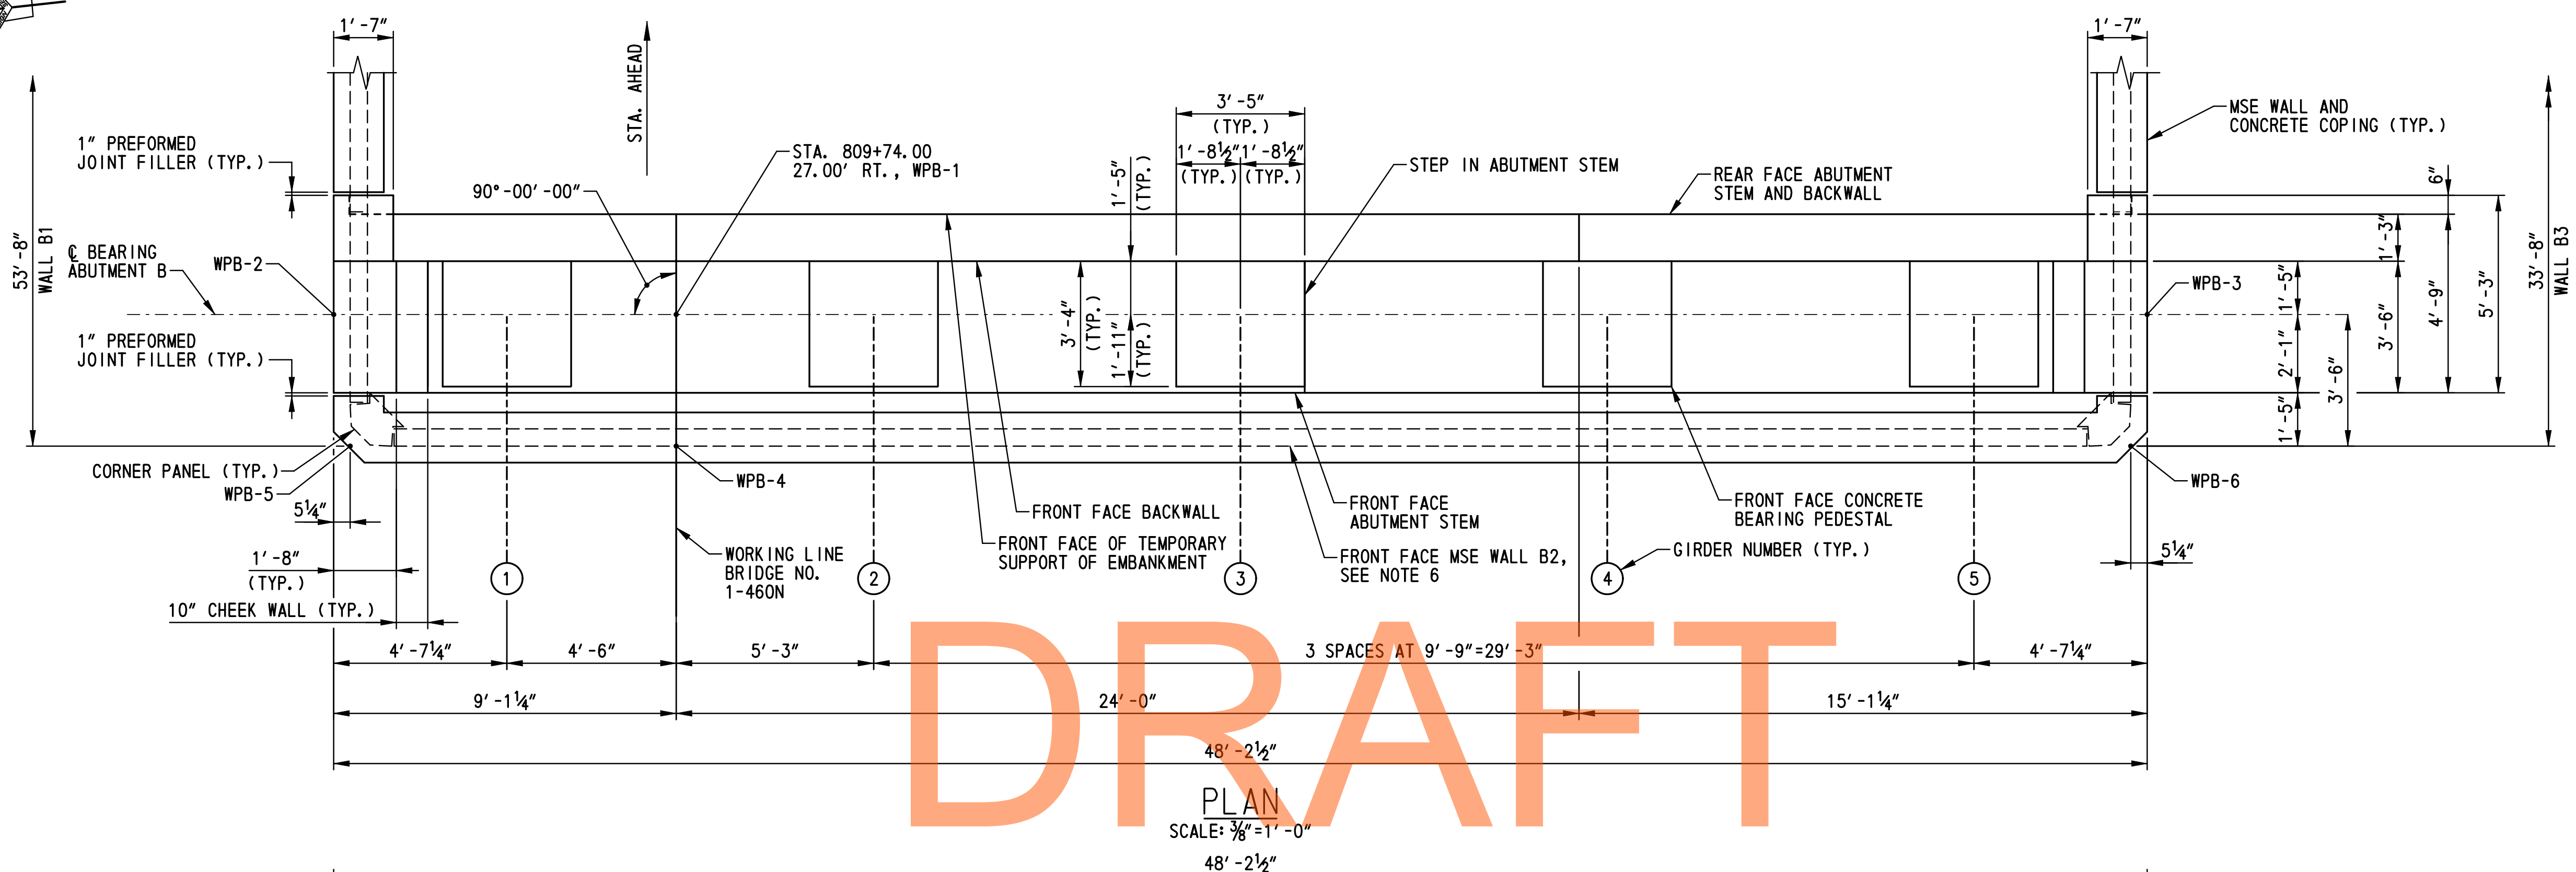 1'-7"
1'-7"
STA. AHEAD
53'-8"
WALL B1
1" PREFORMED
JOINT FILLER (TYP.)
90°-00'-00"
STA. 809+74.00
27.00' RT., WPB-1
3'-5"
(TYP.)
1'-8½" 1'-8½"
(TYP.) (TYP.)
1'-5"
(TYP.)
STEP IN ABUTMENT STEM
REAR FACE ABUTMENT
STEM AND BACKWALL
MSE WALL AND
CONCRETE COPING (TYP.)
6"
1'-3"
33'-8"
WALL B3
℄ BEARING
ABUTMENT B
WPB-2
WPB-3
1'-5"
3'-6"
4'-9"
5'-3"
1" PREFORMED
JOINT FILLER (TYP.)
3'-4"
(TYP.)
1'-11"
(TYP.)
2'-1"
3'-6"
1'-5"
CORNER PANEL (TYP.)
WPB-5
WPB-4
WPB-6
5¼"
FRONT FACE BACKWALL
FRONT FACE
ABUTMENT STEM
FRONT FACE CONCRETE
BEARING PEDESTAL
1'-8"
(TYP.)
WORKING LINE
BRIDGE NO.
1-460N
FRONT FACE OF TEMPORARY
SUPPORT OF EMBANKMENT
FRONT FACE MSE WALL B2,
SEE NOTE 6
GIRDER NUMBER (TYP.)
5¼"
1
2
3
4
5
10" CHEEK WALL (TYP.)
4'-7¼"
4'-6"
5'-3"
3 SPACES AT 9'-9"=29'-3"
4'-7¼"
9'-1¼"
24'-0"
15'-1¼"
48'-2½"
DRAFT
PLAN
SCALE: ⅜"=1'-0"
48'-2½"